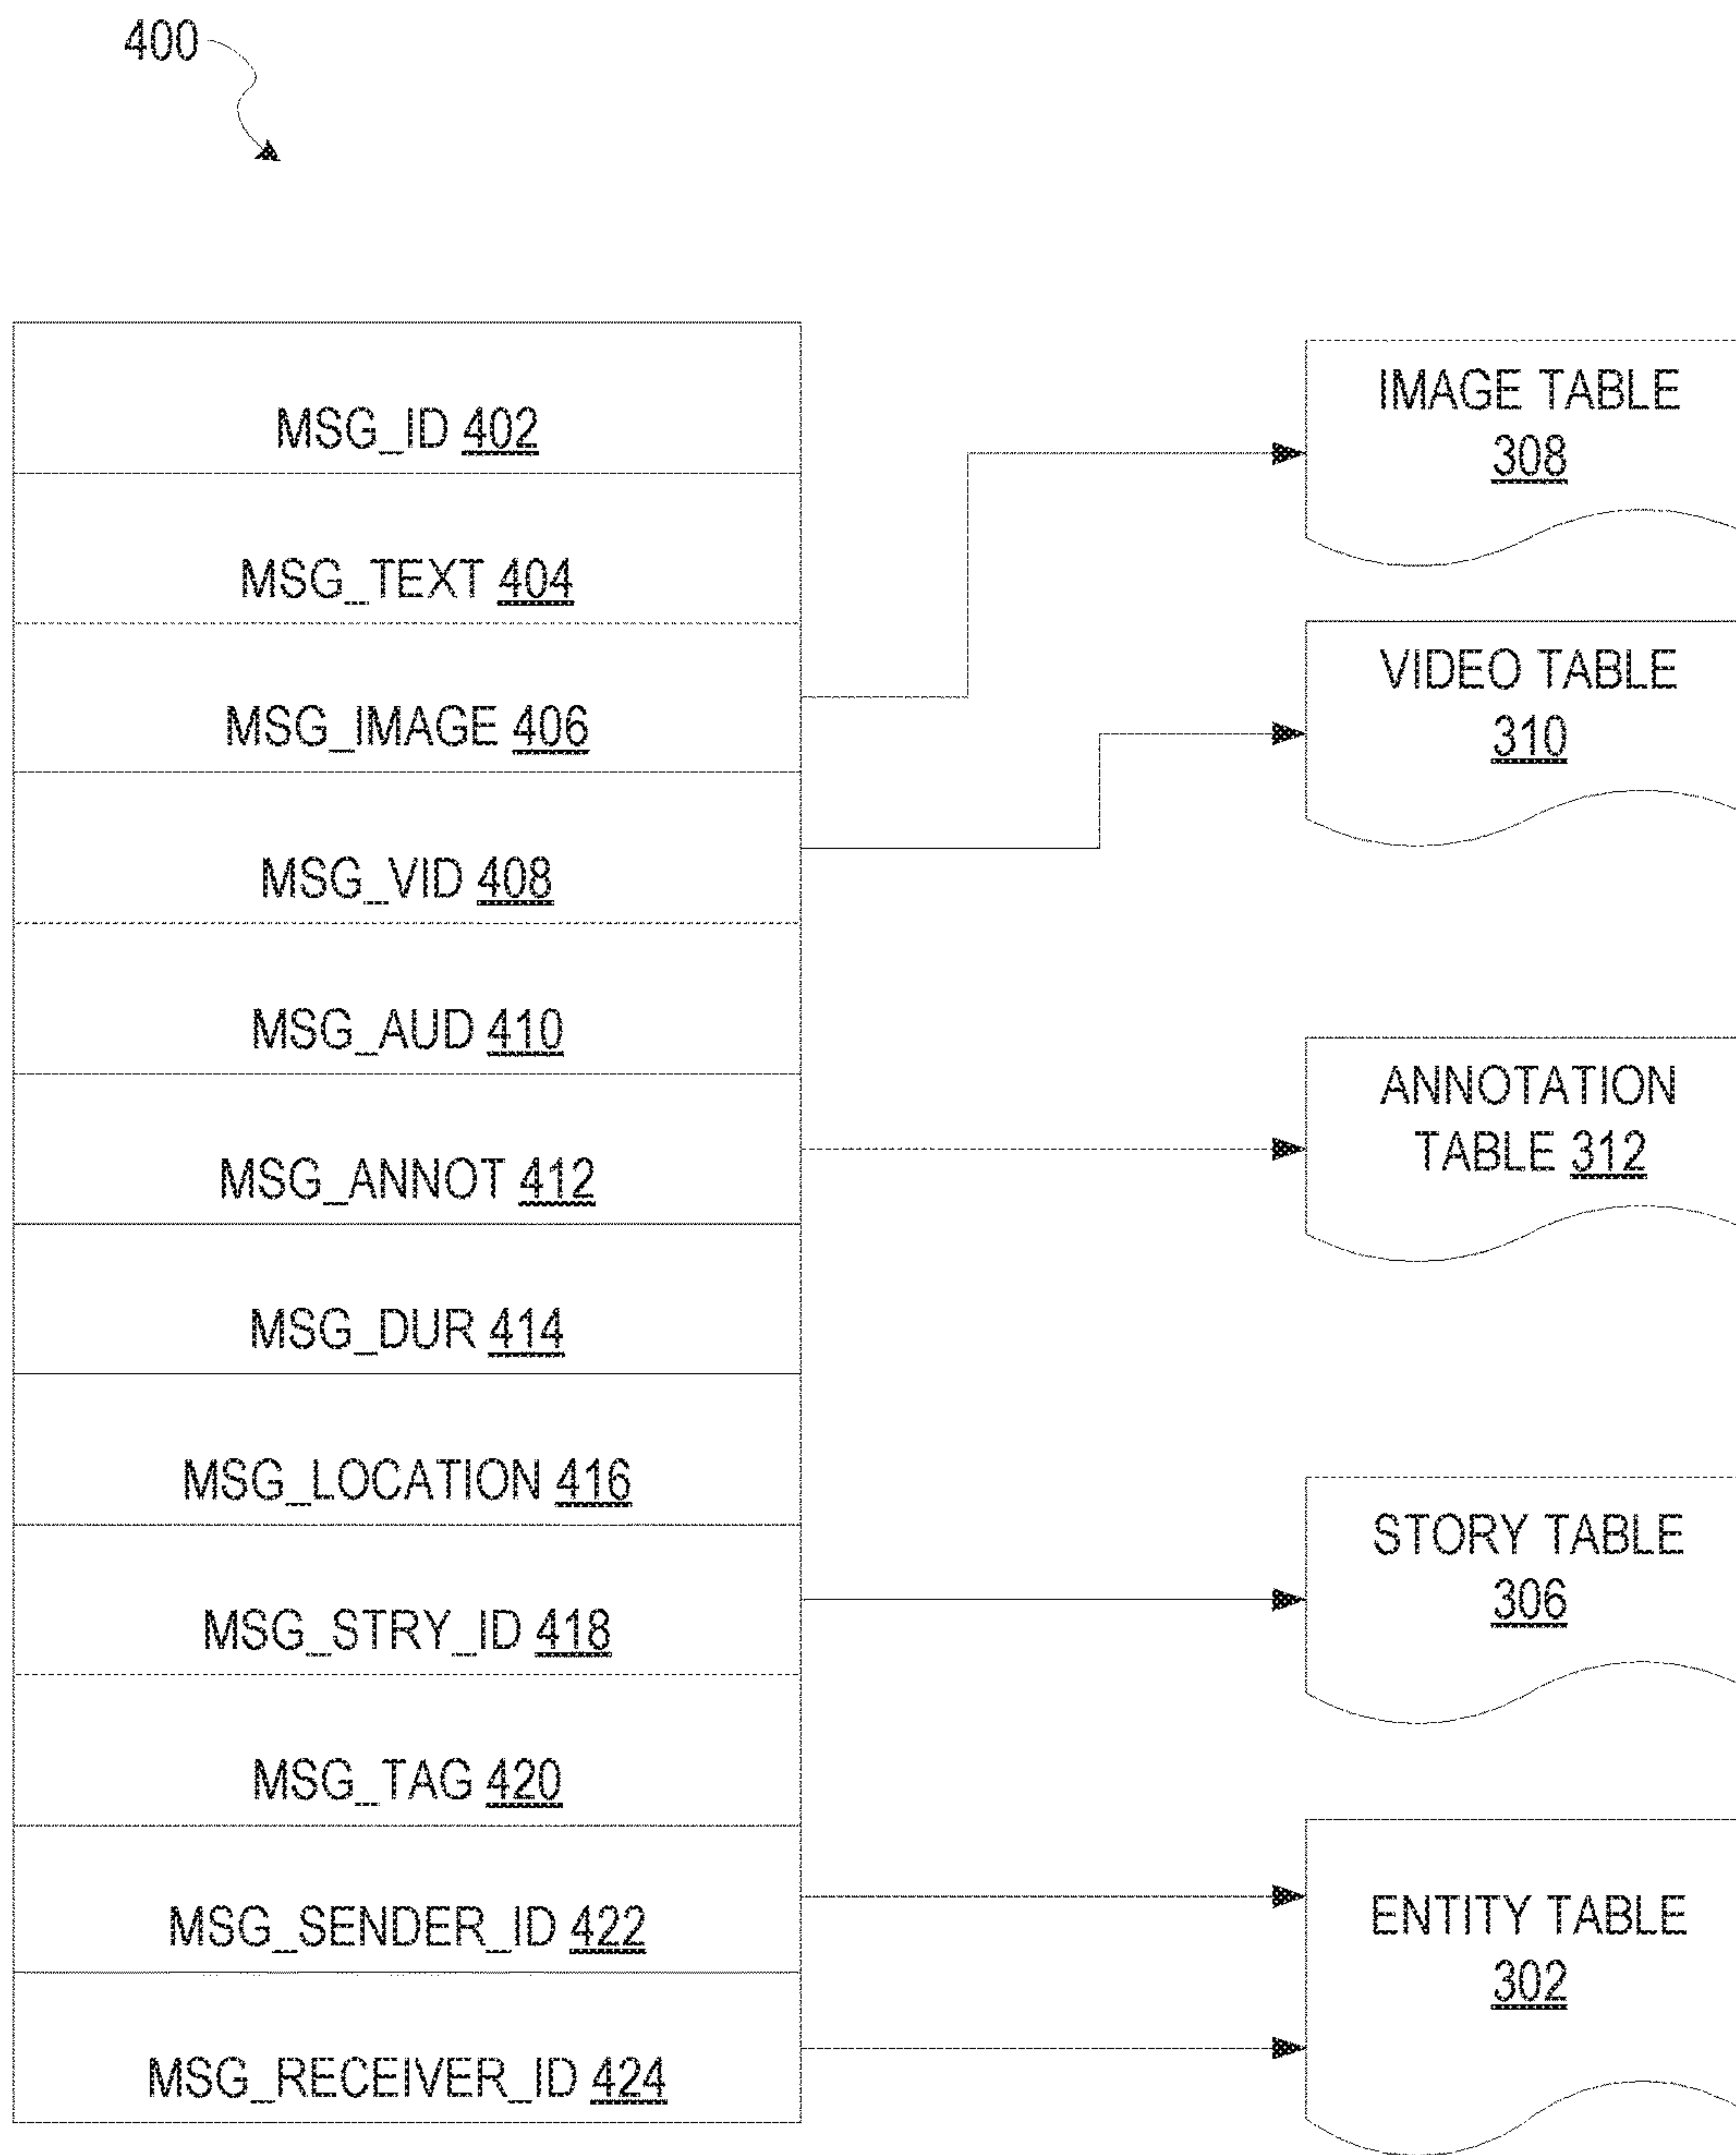 400
MSG_ID 402
MSG_TEXT 404
MSG_IMAGE 406
MSG_VID 408
MSG_AUD 410
MSG_ANNOT 412
MSG_DUR 414
MSG_LOCATION 416
MSG_STRY_ID 418
MSG_TAG 420
MSG_SENDER_ID 422
MSG_RECEIVER_ID 424
IMAGE TABLE
308
VIDEO TABLE
310
ANNOTATION
TABLE 312
STORY TABLE
306
ENTITY TABLE
302